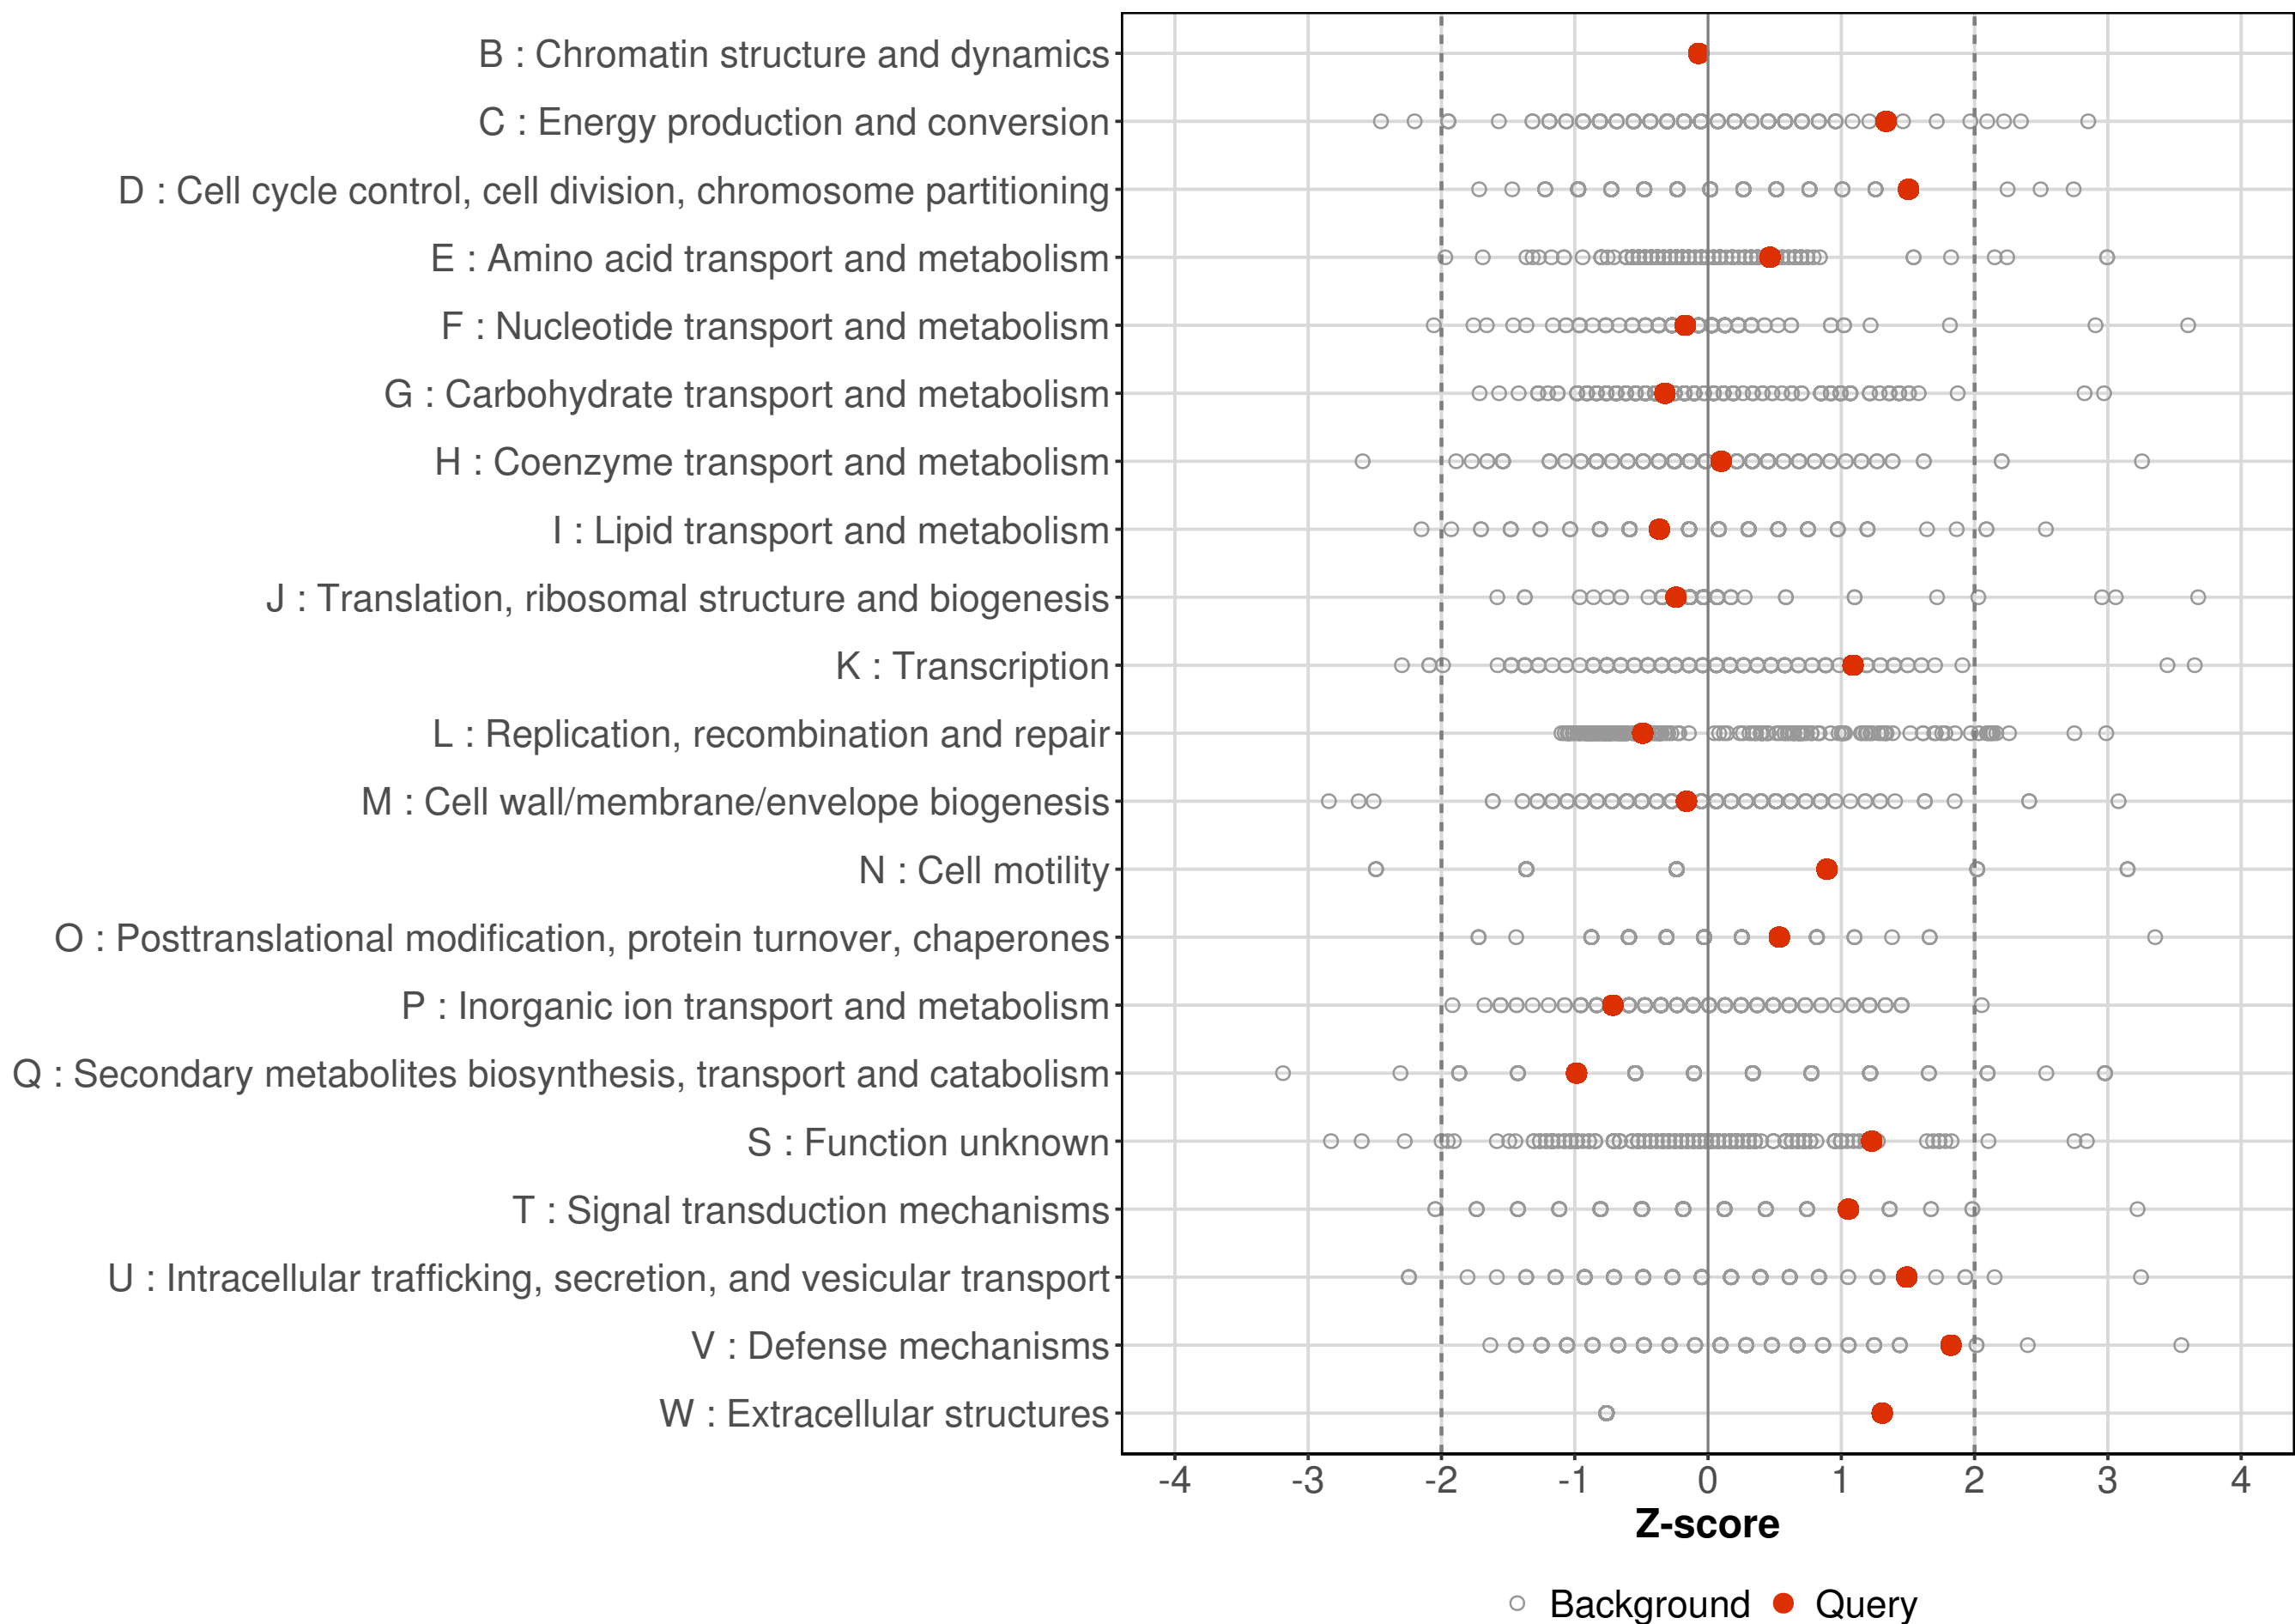 B : Chromatin structure and dynamics
C : Energy production and conversion
D : Cell cycle control, cell division, chromosome partitioning
E : Amino acid transport and metabolism
F : Nucleotide transport and metabolism
G : Carbohydrate transport and metabolism
H : Coenzyme transport and metabolism
I : Lipid transport and metabolism
J : Translation, ribosomal structure and biogenesis
K : Transcription
L : Replication, recombination and repair
M : Cell wall/membrane/envelope biogenesis
N : Cell motility
O : Posttranslational modification, protein turnover, chaperones
P : Inorganic ion transport and metabolism
Q : Secondary metabolites biosynthesis, transport and catabolism
S : Function unknown
T : Signal transduction mechanisms
U : Intracellular trafficking, secretion, and vesicular transport
V : Defense mechanisms
W : Extracellular structures
-4 -3 -2 -1 0 1 2 3 4
Z-score
Background Query